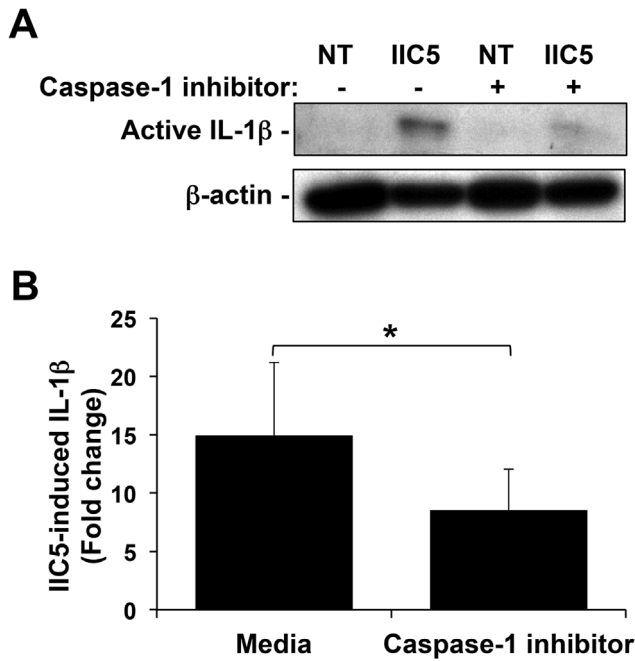 A
NT IIC5 NT IIC5
Caspase-1 inhibitor: - - + +
Active IL-1β -
β-actin -
B
IIC5-induced IL-1β
(Fold change)
25
20
15
10
5
0
*
Media Caspase-1 inhibitor